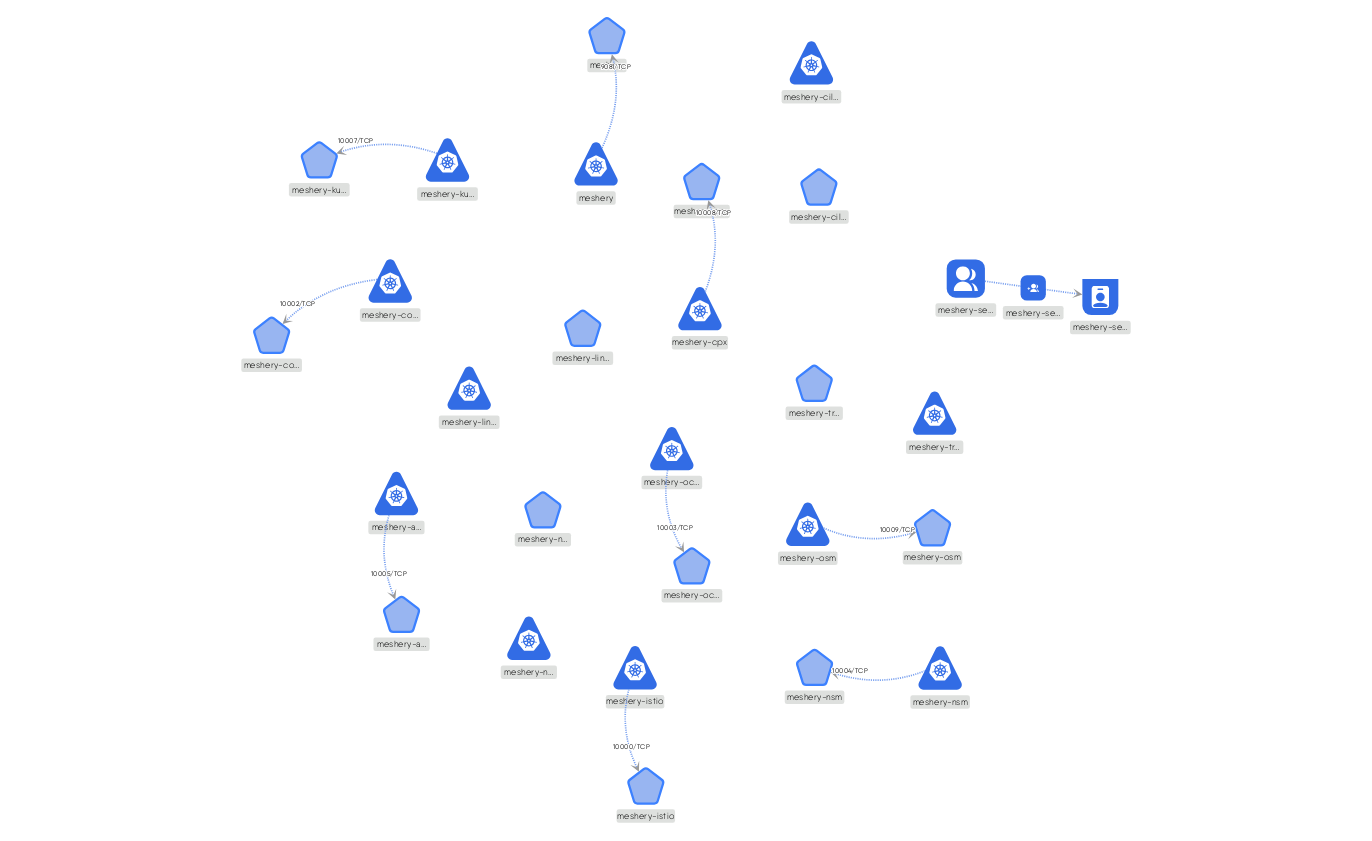 meshery-cil...
10007/TCP
meshery-ku...
meshery-ku...
meshery
10008/TCP
meshery-cil...
10002/TCP
meshery-co...
meshery-co...
meshery-se...
meshery-se...
meshery-se...
meshery-cpx
meshery-lin...
meshery-lin...
meshery-tr...
meshery-tr...
meshery-oc...
10003/TCP
meshery-oc...
meshery-a...
10005/TCP
meshery-a...
meshery-n...
meshery-n...
meshery-osm
10009/TCP
meshery-osm
meshery-istio
10000/TCP
meshery-istio
10004/TCP
meshery-nsm
meshery-nsm